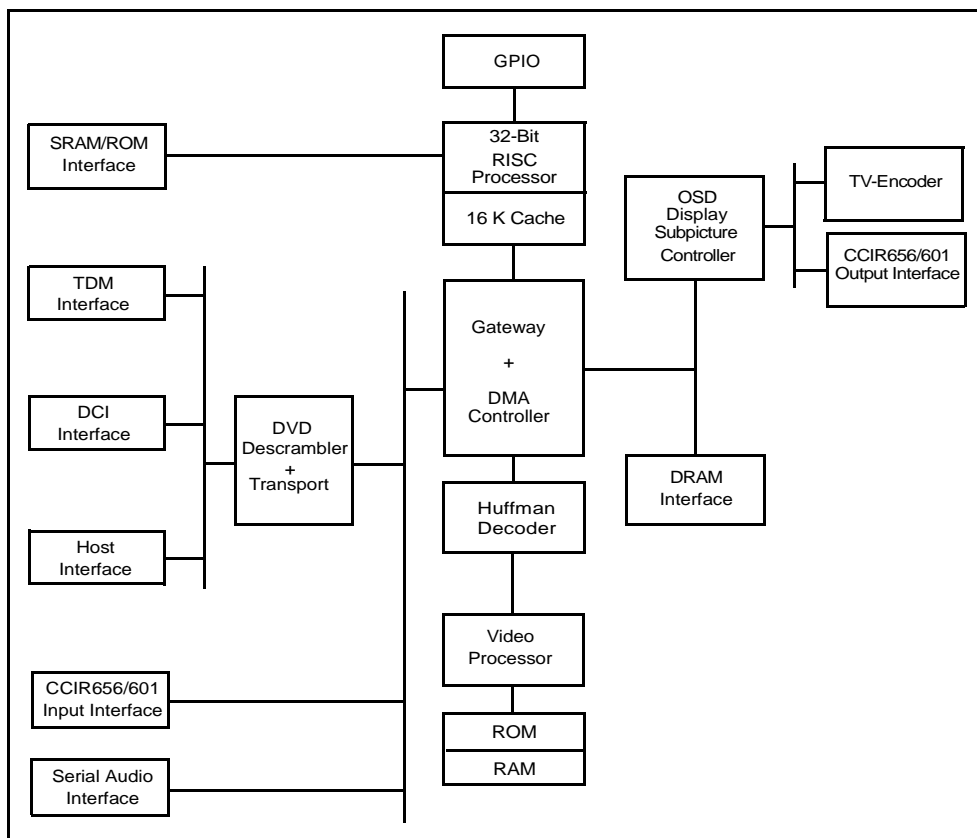 GPIO
SRAM/ROM
Interface
32-Bit
RISC
Processor
16 K Cache
OSD
Display
Subpicture
Controller
TV-Encoder
CCIR656/601
Output Interface
TDM
Interface
DCI
Interface
Host
Interface
DVD
Descrambler
+
Transport
Gateway
+
DMA
Controller
DRAM
Interface
Huffman
Decoder
Video
Processor
ROM
RAM
CCIR656/601
Input Interface
Serial Audio
Interface